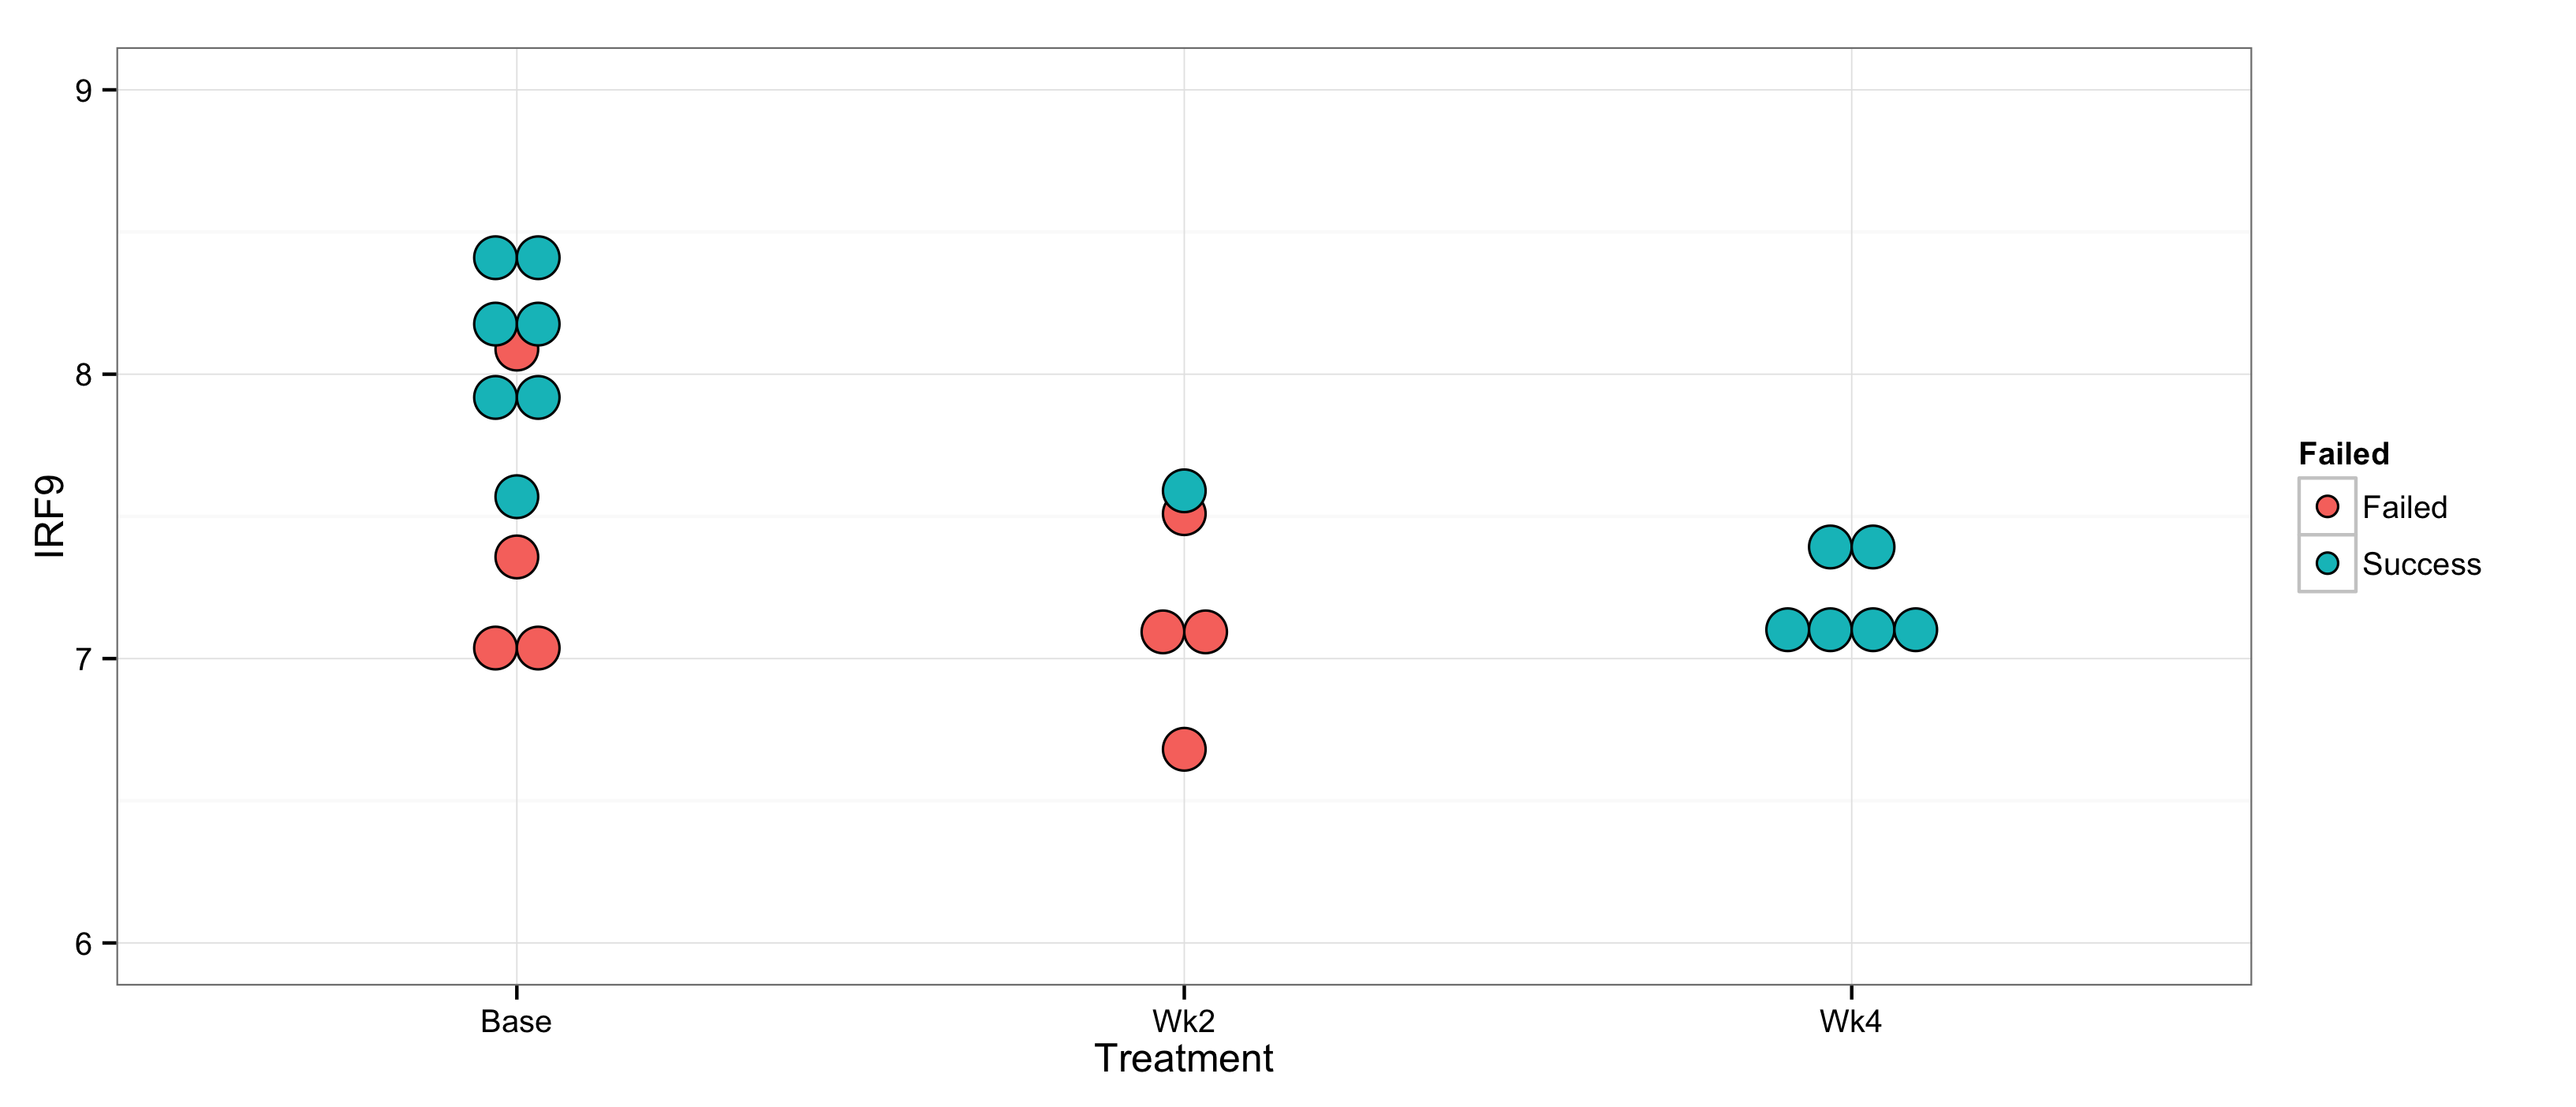 9
8
7
6
IRF9
Base
Wk2
Wk4
Treatment
Failed
Failed
Success